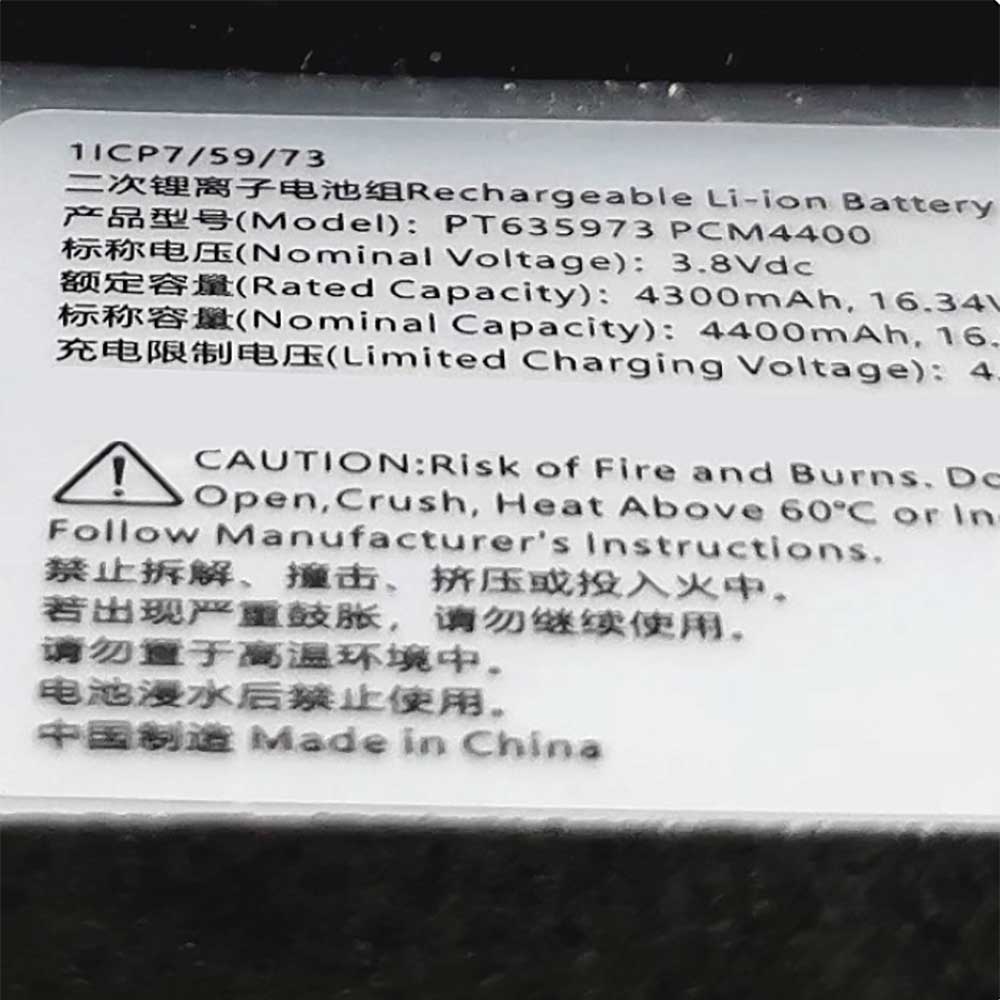 1ICP7/59/73
二次锂离子电池组Rechargeable Li-ion Battery
产品型号(Model)：PT635973 PCM4400
标称电压(Nominal Voltage)：3.8Vdc
额定容量(Rated Capacity)：4300mAh, 16.34
标称容量(Nominal Capacity)：4400mAh, 16.
充电限制电压(Limited Charging Voltage)：4.
CAUTION:Risk of Fire and Burns. Do
Open,Crush, Heat Above 60℃ or In
Follow Manufacturer's Instructions.
禁止拆解、撞击、挤压或投入火中。
若出现严重鼓胀，请勿继续使用。
请勿置于高温环境中。
电池浸水后禁止使用。
中国制造 Made in China